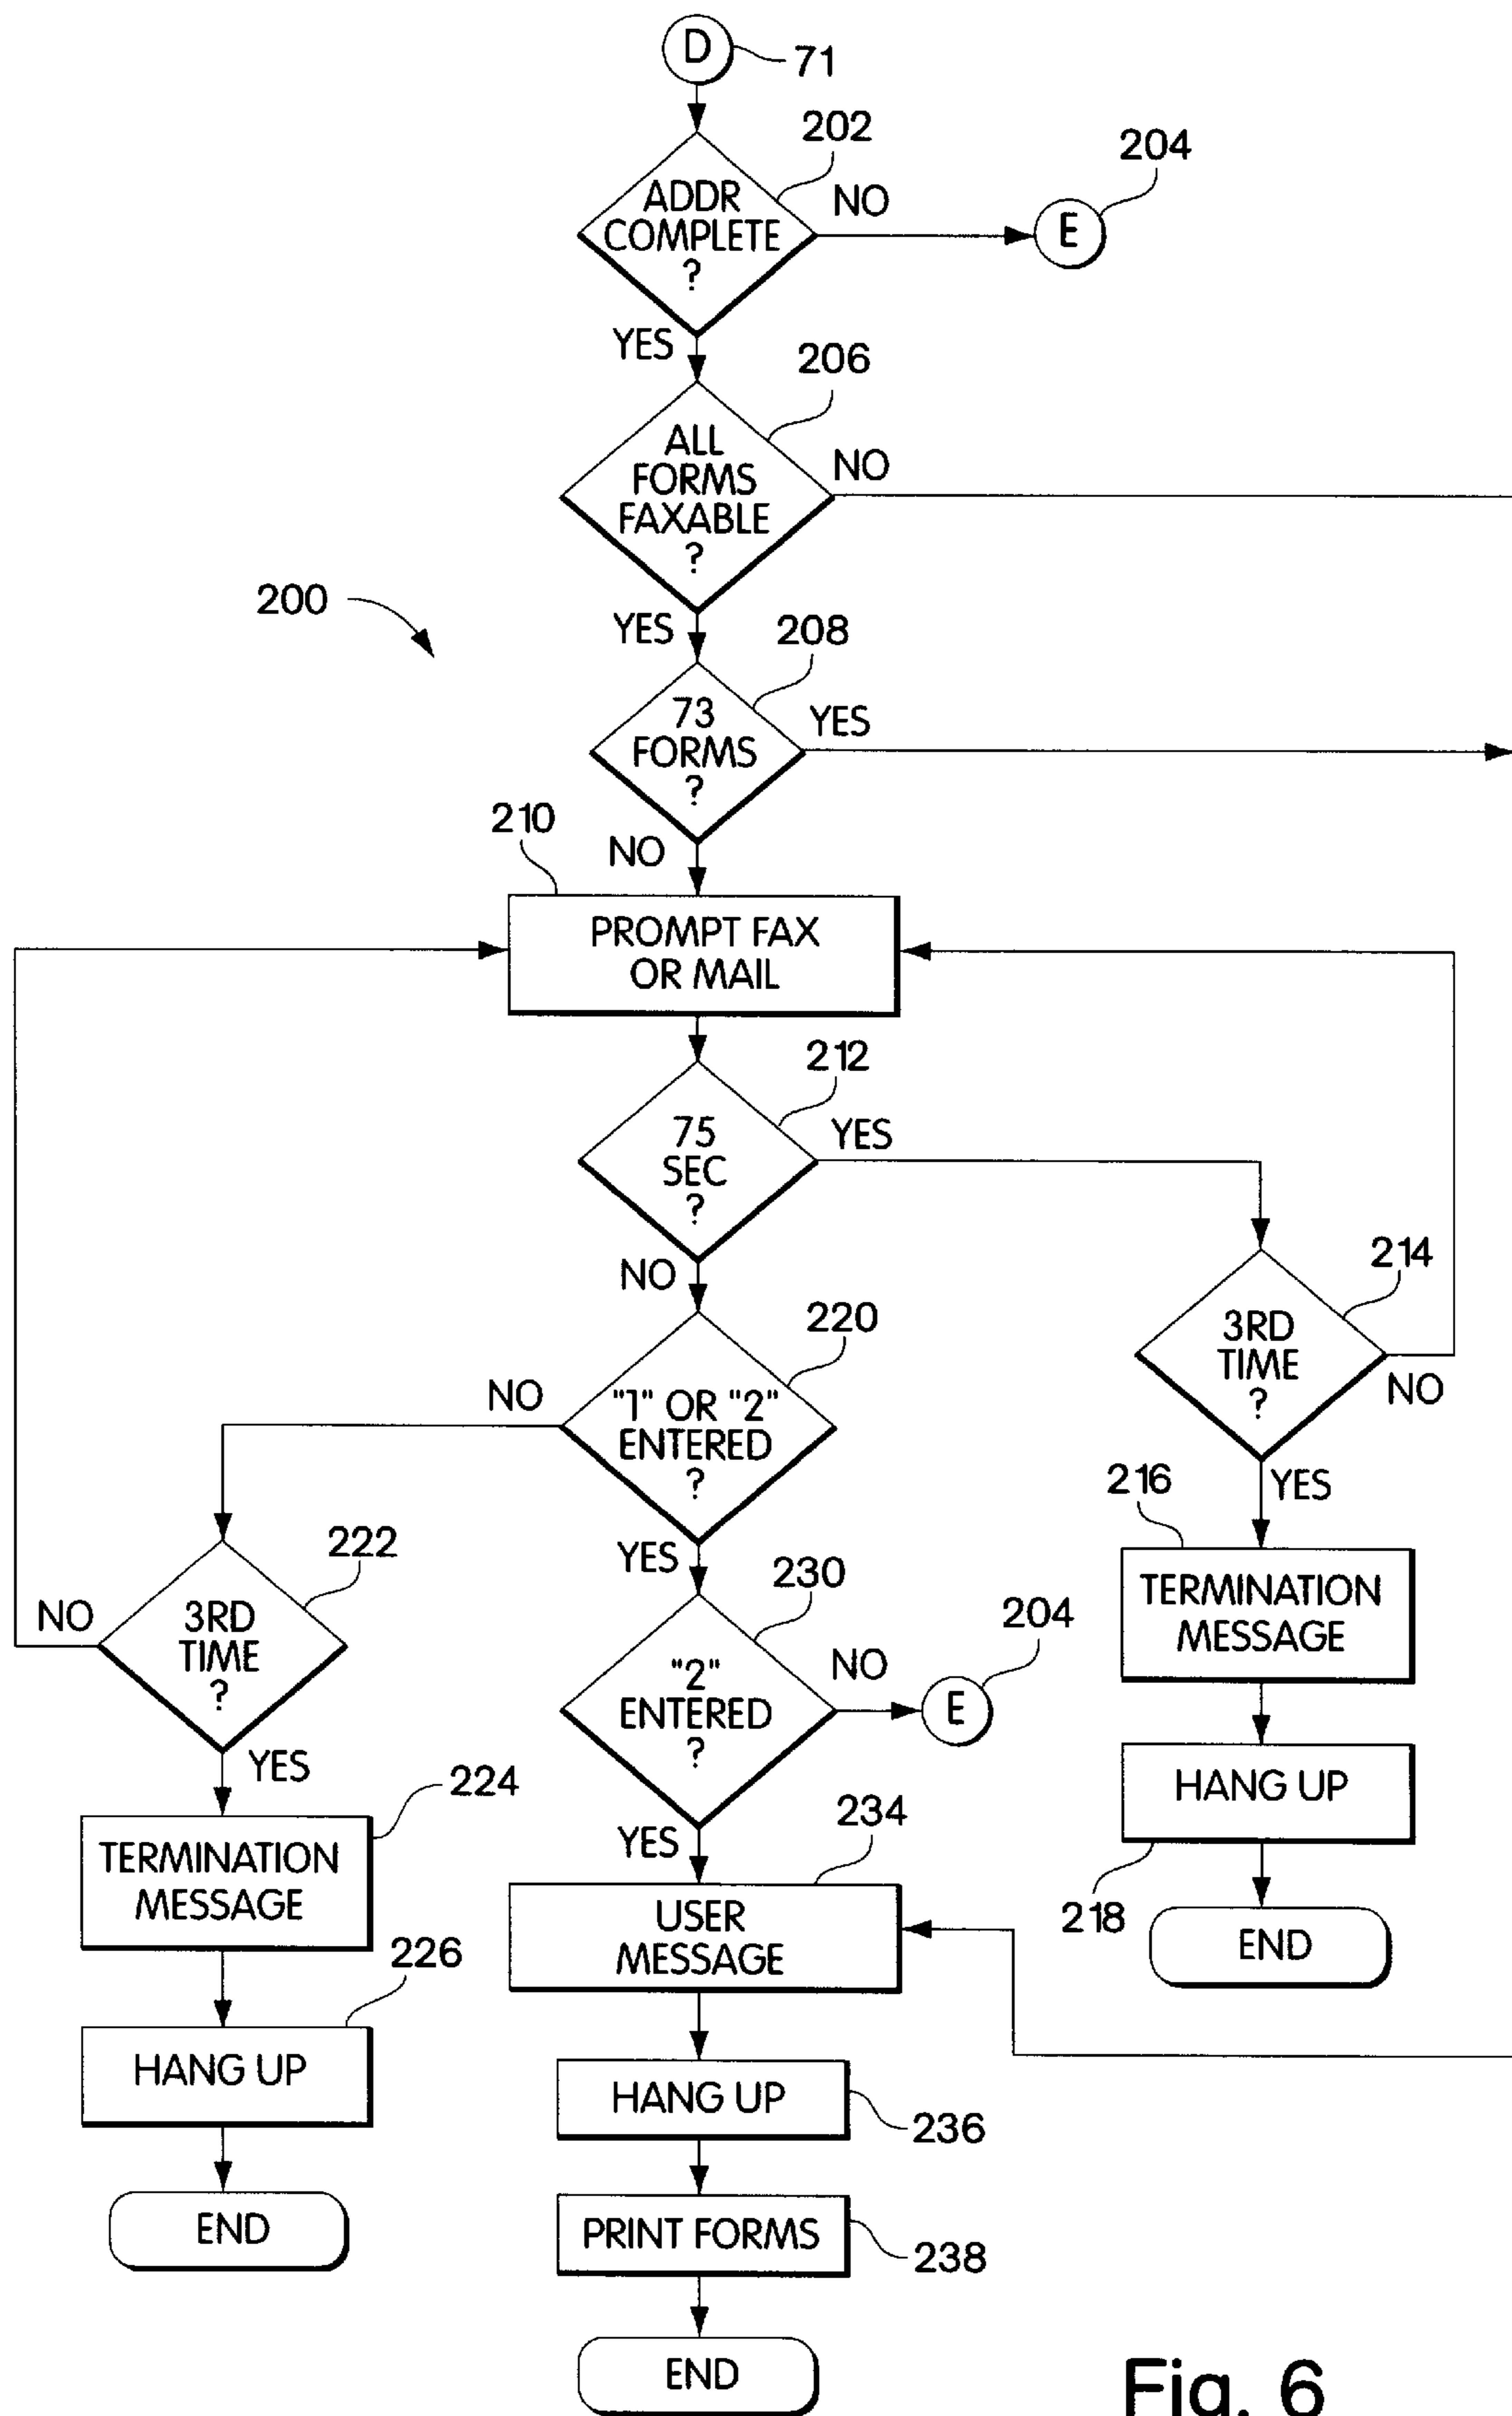 D
71
202
204
ADDR
COMPLETE
?
NO
E
YES
206
ALL
FORMS
FAXABLE
?
NO
200
YES
208
73
FORMS
?
YES
210
NO
PROMPT FAX
OR MAIL
212
75
SEC
?
YES
NO
214
220
3RD
TIME
?
NO
NO
"1" OR "2"
ENTERED
?
216
YES
222
YES
230
TERMINATION
MESSAGE
NO
3RD
TIME
?
204
"2"
ENTERED
?
NO
E
YES
224
HANG UP
234
YES
TERMINATION
MESSAGE
218
USER
MESSAGE
END
226
HANG UP
HANG UP
236
END
PRINT FORMS
238
END
Fig. 6